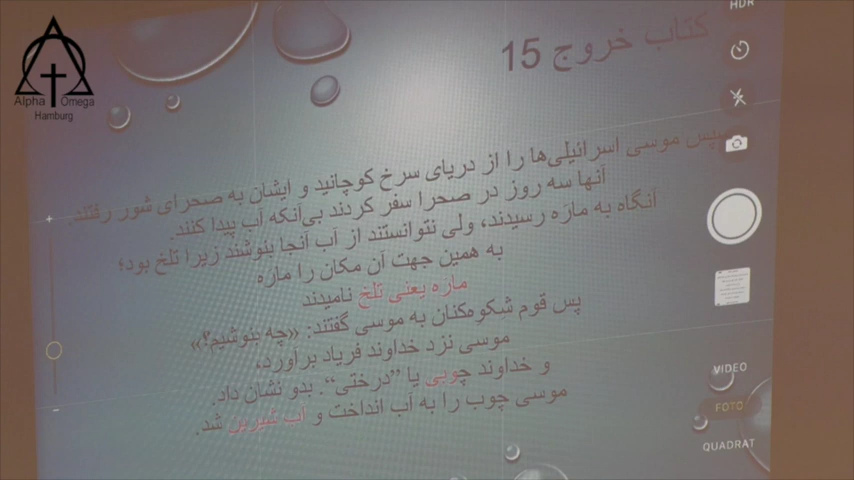 Alpha Omega
Hamburg
HDR
کتاب خروج 15
سپس موسی اسرائیلی‌ها را از دریای سرخ کوچانید و ایشان به صحرای شور رفتند.
آنها سه روز در صحرا سفر کردند بی‌آنکه آب پیدا کنند.
آنگاه به مازه رسیدند، ولی نتوانستند از آب آنجا بنوشند زیرا تلخ بود؛
به همین جهت آن مکان را ماره
ماره یعنی تلخ نامیدند
پس قوم شکوه‌کنان به موسی گفتند: «چه بنوشیم؟»
موسی نزد خداوند فریاد براورد،
و خداوند چوبی یا ”درختی“. بدو نشان داد.
موسی چوب را به آب انداخت و آب شیرین شد.
VIDEO
FOTO
QUADRAT